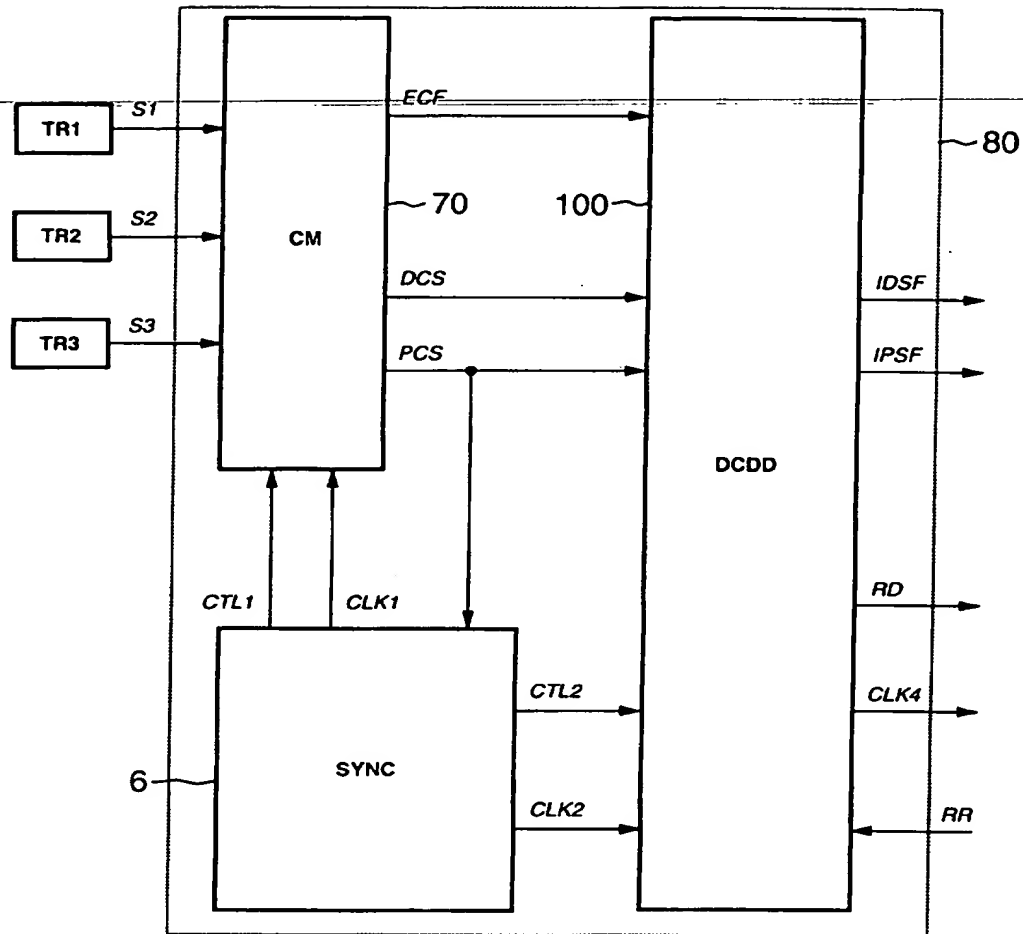 S1 ECF
TR1 80
S2 70 100
TR2 CM
DCS IDSF
S3
TR3 PCS IPSF
DCDD
CTL1 CLK1 RD
CTL2 CLK4
SYNC
6
CLK2 RR